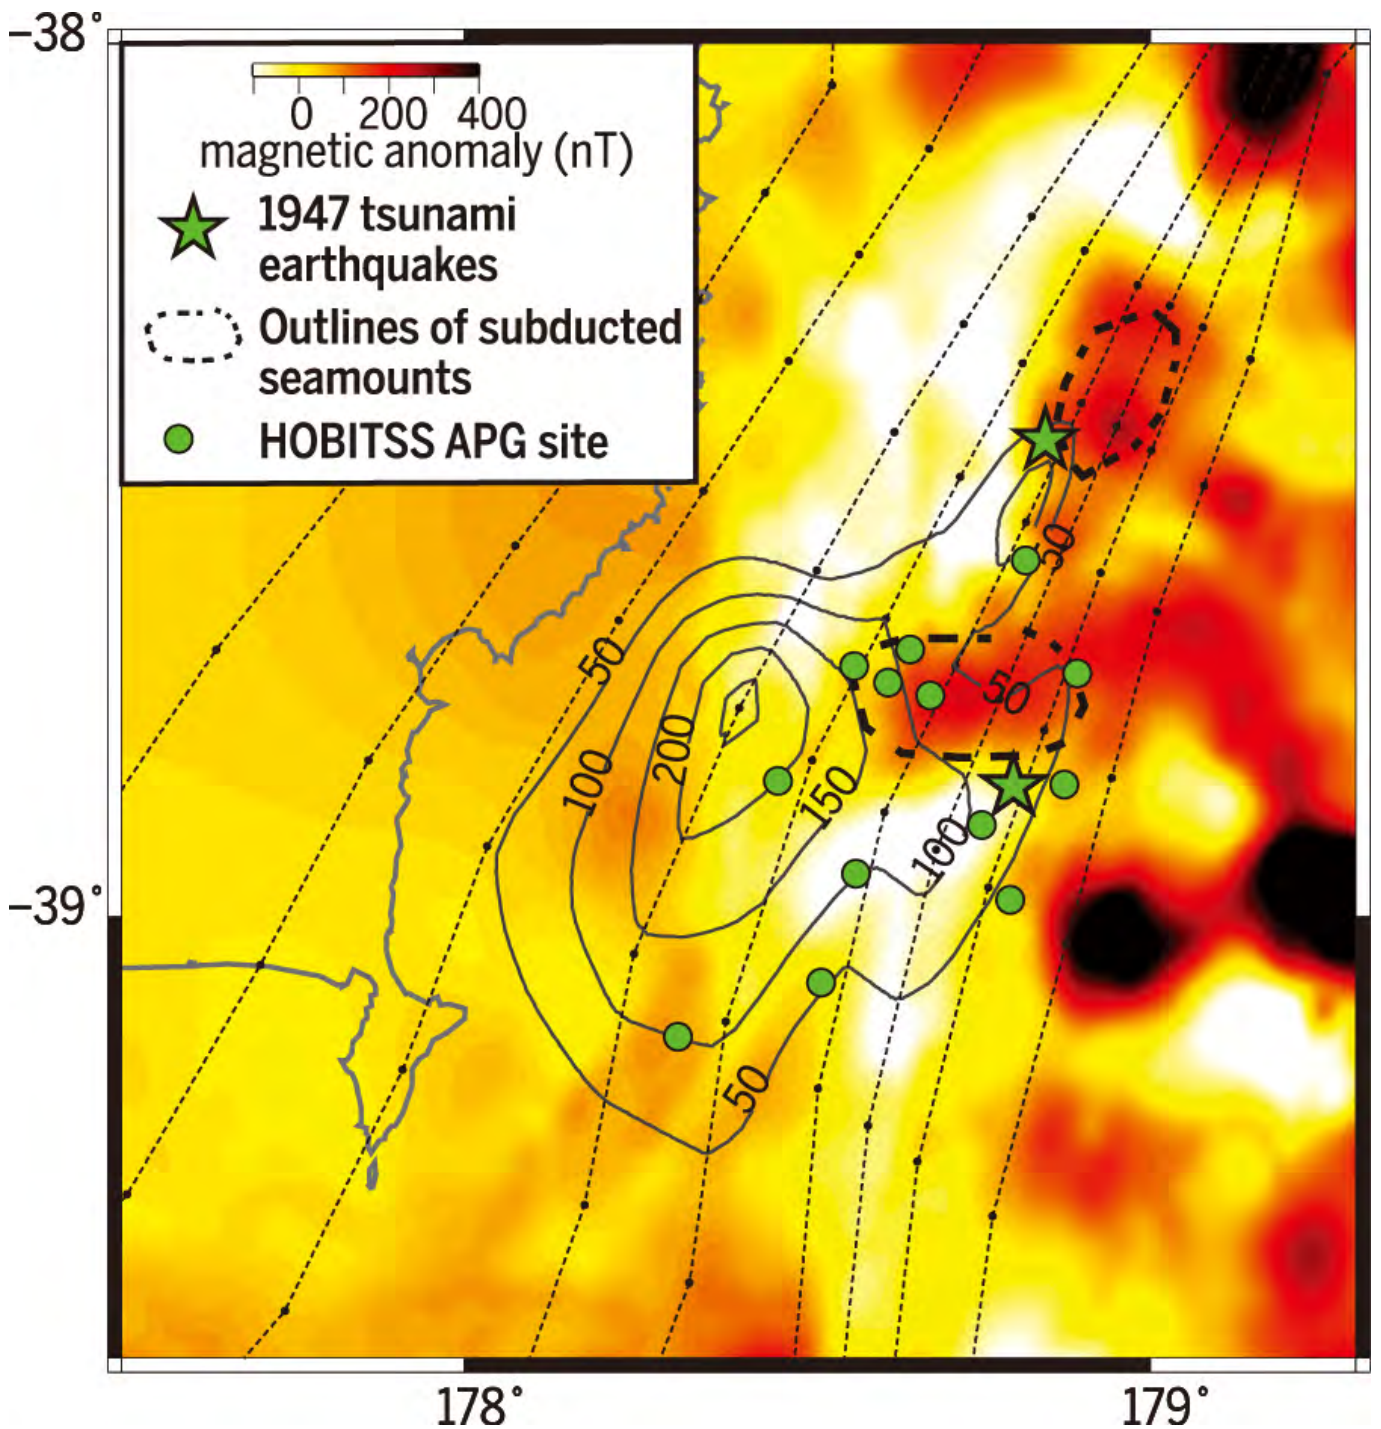 −38°
0 200 400
magnetic anomaly (nT)
1947 tsunami
earthquakes
Outlines of subducted
seamounts
HOBITSS APG site
50
50
50
100
200
150
100
−39°
50
178°
179°